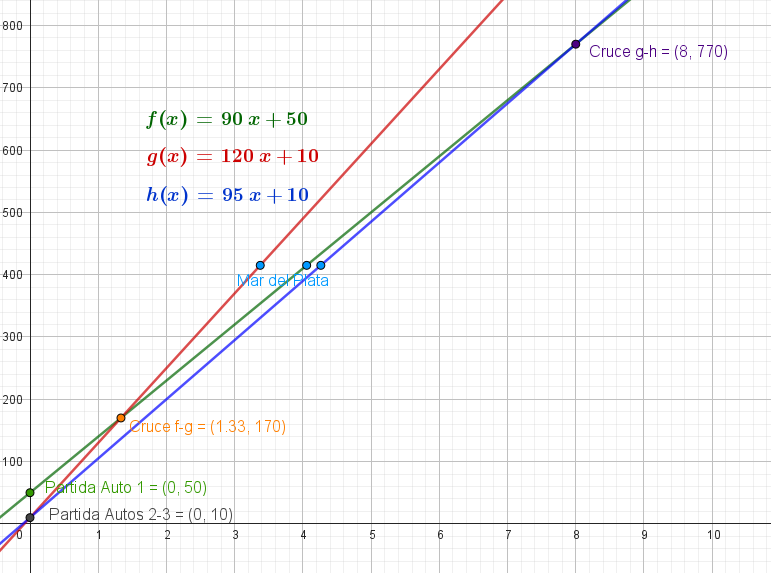 800
Cruce g-h = (8, 770)
700
f(x) = 90 x + 50
600
g(x) = 120 x + 10
h(x) = 95 x + 10
500
400
Mar del Plata
300
200
Cruce f-g = (1.33, 170)
100
Partida Auto 1 = (0, 50)
Partida Autos 2-3 = (0, 10)
0 1 2 3 4 5 6 7 8 9 10